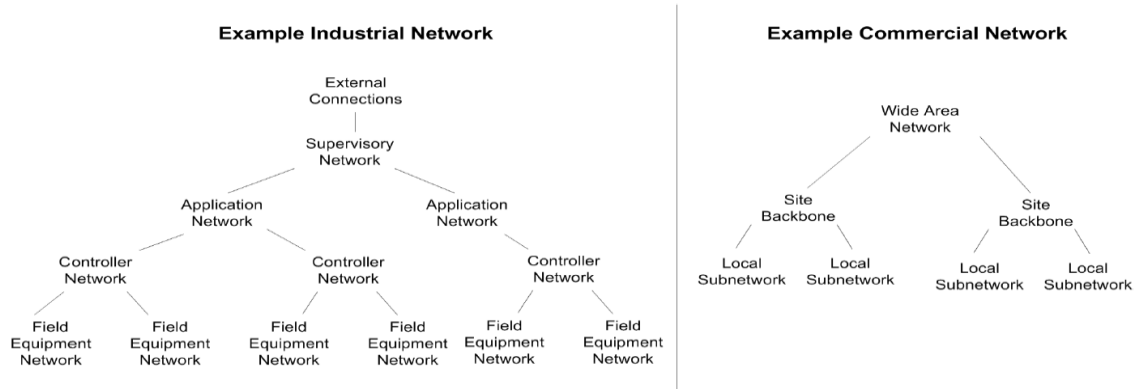 Example Industrial Network
External
Connections
Supervisory
Network
Application
Network
Application
Network
Controller
Network
Controller
Network
Controller
Network
Field
Equipment
Network
Field
Equipment
Network
Field
Equipment
Network
Field
Equipment
Network
Field
Equipment
Network
Field
Equipment
Network
Example Commercial Network
Wide Area
Network
Site
Backbone
Site
Backbone
Local
Subnetwork
Local
Subnetwork
Local
Subnetwork
Local
Subnetwork